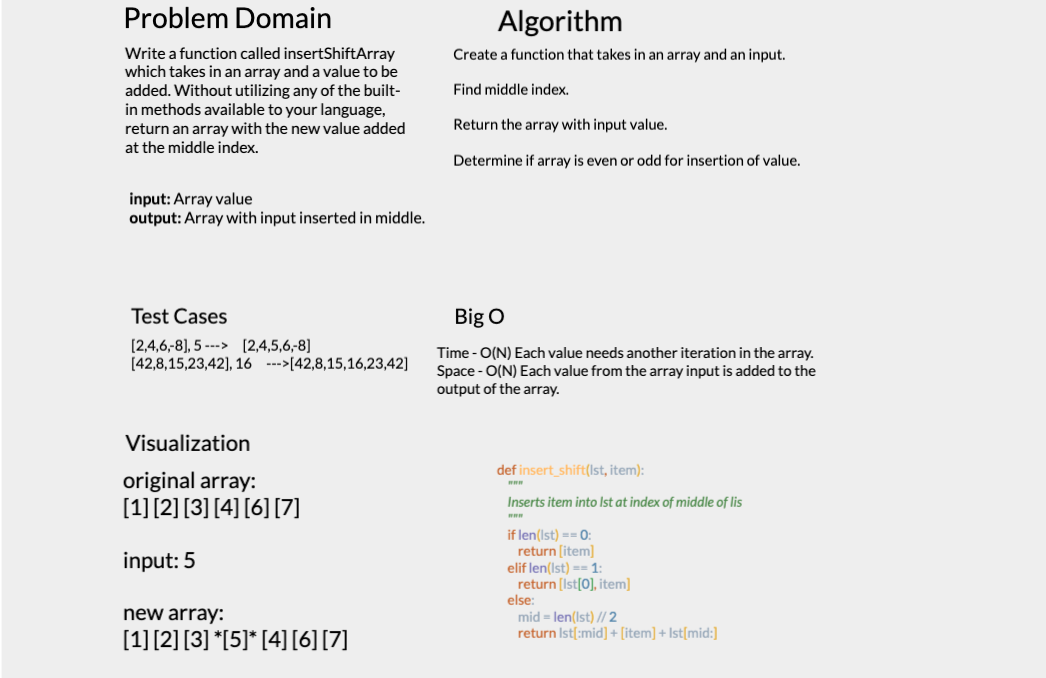 Problem Domain
Write a function called insertShiftArray
which takes in an array and a value to be
added. Without utilizing any of the built-
in methods available to your language,
return an array with the new value added
at the middle index.
input: Array value
output: Array with input inserted in middle.
Algorithm
Create a function that takes in an array and an input.
Find middle index.
Return the array with input value.
Determine if array is even or odd for insertion of value.
Test Cases
[2,4,6,-8], 5 ---> [2,4,5,6,-8]
[42,8,15,23,42], 16 --->[42,8,15,16,23,42]
Big O
Time - O(N) Each value needs another iteration in the array.
Space - O(N) Each value from the array input is added to the
output of the array.
Visualization
original array:
[1] [2] [3] [4] [6] [7]
input: 5
new array:
[1] [2] [3] *[5]* [4] [6] [7]
def insert_shift(lst, item):
"""
Inserts item into lst at index of middle of lis
"""
if len(lst) == 0:
return [item]
elif len(lst) == 1:
return [lst[0], item]
else:
mid = len(lst) // 2
return lst[:mid] + [item] + lst[mid:]